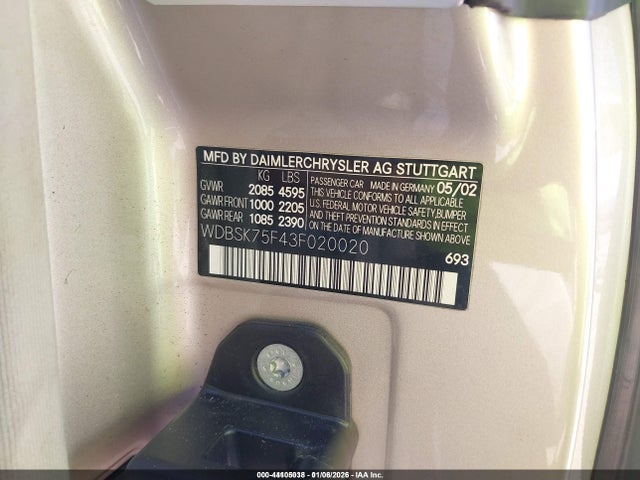 MFD BY DAIMLERCHRYSLER AG STUTTGART
KG LBS
GVWR 2085 4595
GAWR FRONT 1000 2205
GAWR REAR 1085 2390
PASSENGER CAR MADE IN GERMANY 05/02
THIS VEHICLE CONFORMS TO ALL APPLICABLE
U.S. FEDERAL MOTOR VEHICLE SAFETY,BUMPER
AND THEFT PREVENTION STANDARDS IN
EFFECT ON THE DATE OF MANUFACTURE
SHOWN ABOVE.
WDBSK75F43F020020
693
000-44605038 - 01/06/2026 - IAA Inc.